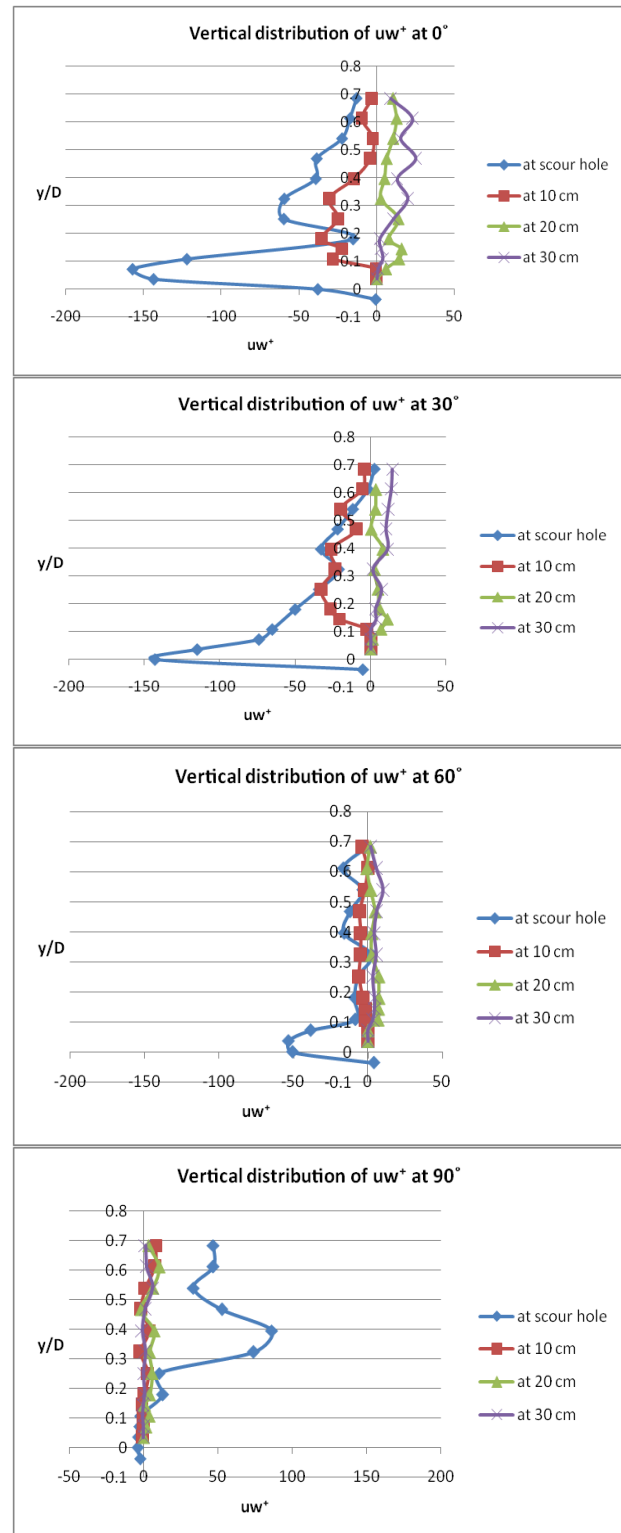 Vertical distribution of uw⁺ at 0˚
0.8
0.7
0.6
0.5
0.4
0.3
0.2
0.1
0
-0.1
y/D
-200 -150 -100 -50 0 50
uw⁺
at scour hole
at 10 cm
at 20 cm
at 30 cm
Vertical distribution of uw⁺ at 30˚
0.8
0.7
0.6
0.5
0.4
0.3
0.2
0.1
0
-0.1
y/D
-200 -150 -100 -50 0 50
uw⁺
at scour hole
at 10 cm
at 20 cm
at 30 cm
Vertical distribution of uw⁺ at 60˚
0.8
0.7
0.6
0.5
0.4
0.3
0.2
0.1
0
-0.1
y/D
-200 -150 -100 -50 0 50
uw⁺
at scour hole
at 10 cm
at 20 cm
at 30 cm
Vertical distribution of uw⁺ at 90˚
0.8
0.7
0.6
0.5
0.4
0.3
0.2
0.1
0
-0.1
y/D
-50 0 50 100 150 200
uw⁺
at scour hole
at 10 cm
at 20 cm
at 30 cm